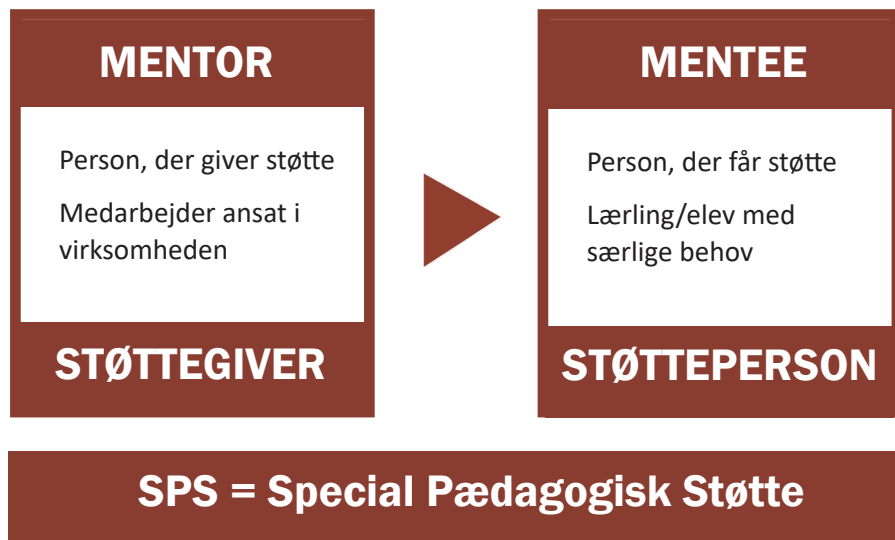 MENTOR
Person, der giver støtte
Medarbejder ansat i
virksomheden
STØTTEGIVER
MENTEE
Person, der får støtte
Lærling/elev med
særlige behov
STØTTEPERSON
SPS = Special Pædagogisk Støtte